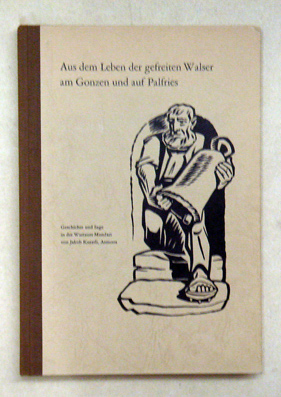 Aus dem Leben der gefreiten Walser
am Gonzen und auf Palfries
Geschichte und Sage
in der Wartauer-Mundart
von Jakob Kuratli, Azmoos